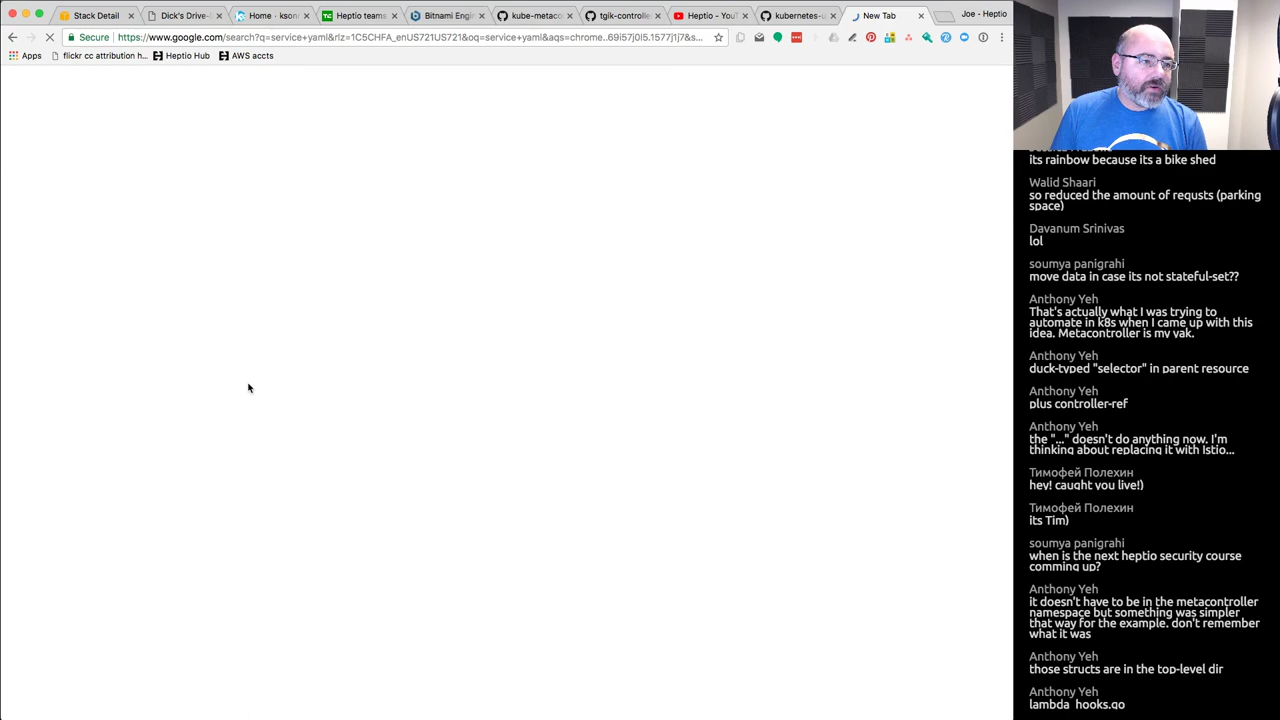 Stack Detail
Dick's Drive-
Home · kson
Heptio teams
Bitnami Engi
kube-metaco
tgik-controlle
Heptio - YouT
kubernetes-u
New Tab
Joe - Heptio
Secure
https://www.google.com/search?q=service+yaml&rlz=1C5CHFA_enUS721US721&oq=service+yaml&aqs=chrome..69i57j0l5.1577j1j7&s...
Apps
flickr cc attribution h...
Heptio Hub
AWS accts
its rainbow because its a bike shed
Walid Shaari
so reduced the amount of requsts (parking
space)
Davanum Srinivas
lol
soumya panigrahi
move data in case its not stateful-set??
Anthony Yeh
That's actually what I was trying to
automate in k8s when I came up with this
idea. Metacontroller is my yak.
Anthony Yeh
duck-typed "selector" in parent resource
Anthony Yeh
plus controller-ref
Anthony Yeh
the "..." doesn't do anything now. I'm
thinking about replacing it with Istio...
Тимофей Полехин
hey! caught you live!)
Тимофей Полехин
its Tim)
soumya panigrahi
when is the next heptio security course
comming up?
Anthony Yeh
it doesn't have to be in the metacontroller
namespace but something was simpler
that way for the example. don't remember
what it was
Anthony Yeh
those structs are in the top-level dir
Anthony Yeh
lambda_hooks.go